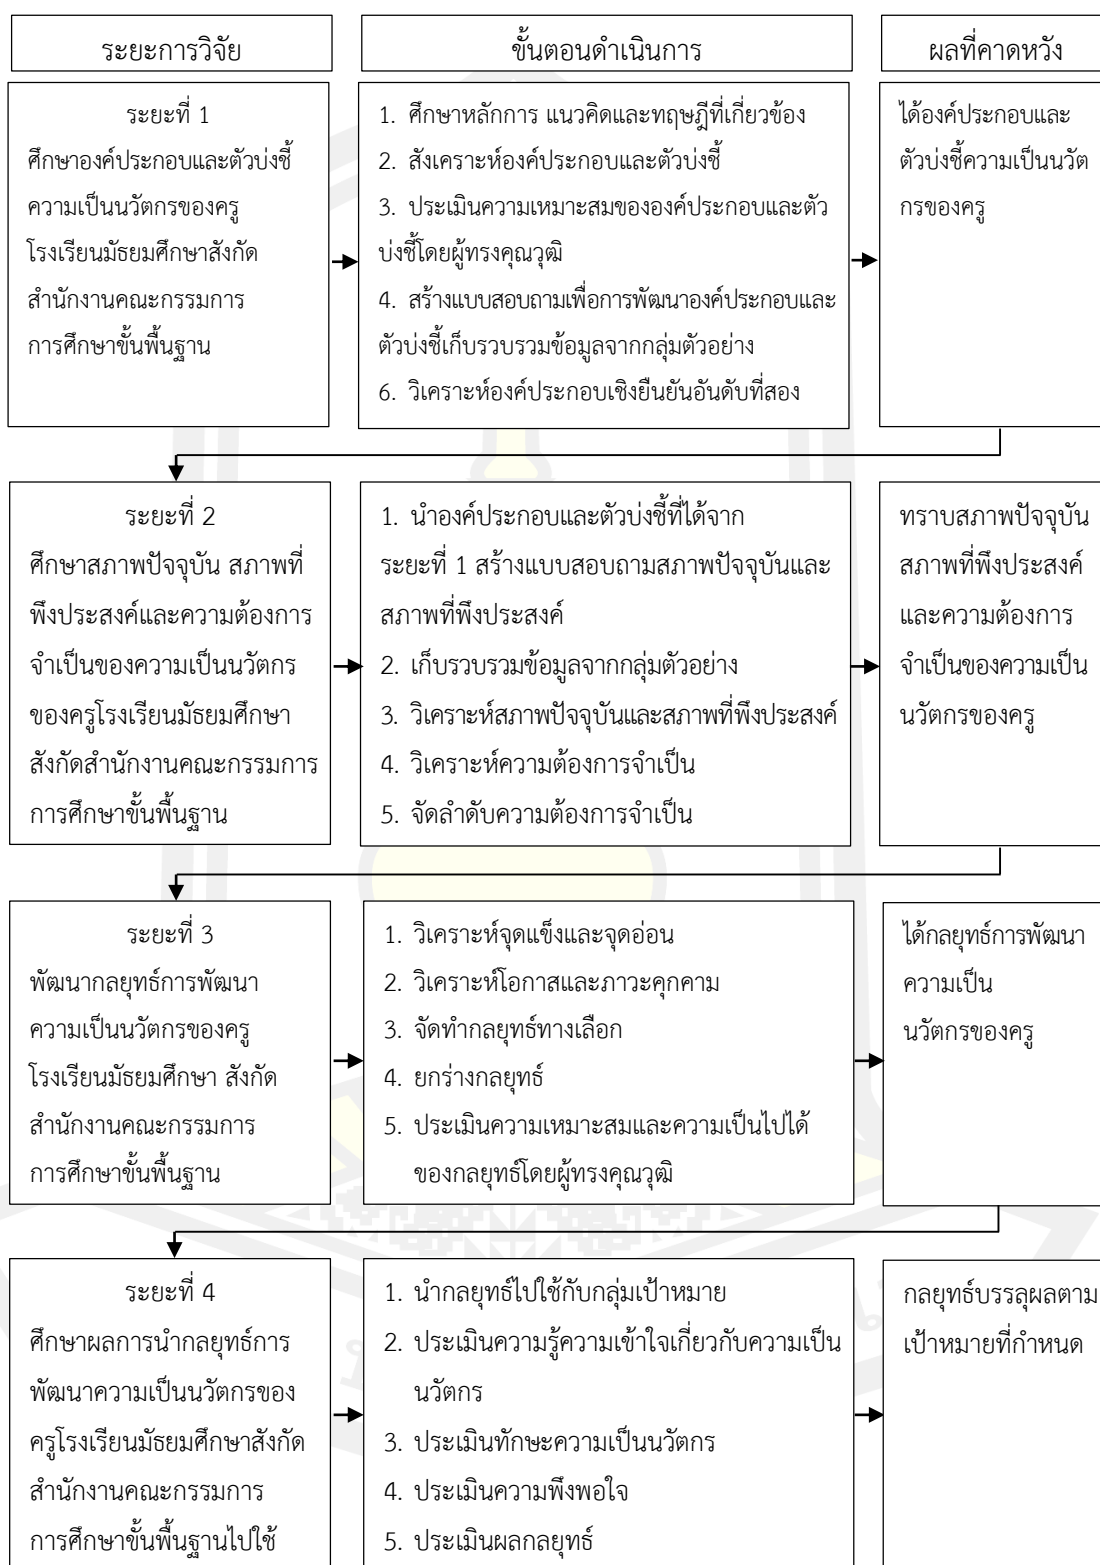 ระยะการวิจัย
ขั้นตอนดำเนินการ
ผลที่คาดหวัง
ระยะที่ 1
ศึกษาองค์ประกอบและตัวบ่งชี้
ความเป็นนวัตกรของครู
โรงเรียนมัธยมศึกษาสังกัด
สำนักงานคณะกรรมการ
การศึกษาขั้นพื้นฐาน
1. ศึกษาหลักการ แนวคิดและทฤษฎีที่เกี่ยวข้อง
2. สังเคราะห์องค์ประกอบและตัวบ่งชี้
3. ประเมินความเหมาะสมขององค์ประกอบและตัว
บ่งชี้โดยผู้ทรงคุณวุฒิ
4. สร้างแบบสอบถามเพื่อการพัฒนาองค์ประกอบและ
ตัวบ่งชี้เก็บรวบรวมข้อมูลจากกลุ่มตัวอย่าง
6. วิเคราะห์องค์ประกอบเชิงยืนยันอันดับที่สอง
ได้องค์ประกอบและ
ตัวบ่งชี้ความเป็นนวัต
กรของครู
ระยะที่ 2
ศึกษาสภาพปัจจุบัน สภาพที่
พึงประสงค์และความต้องการ
จำเป็นของความเป็นนวัตกร
ของครูโรงเรียนมัธยมศึกษา
สังกัดสำนักงานคณะกรรมการ
การศึกษาขั้นพื้นฐาน
1. นำองค์ประกอบและตัวบ่งชี้ที่ได้จาก
ระยะที่ 1 สร้างแบบสอบถามสภาพปัจจุบันและ
สภาพที่พึงประสงค์
2. เก็บรวบรวมข้อมูลจากกลุ่มตัวอย่าง
3. วิเคราะห์สภาพปัจจุบันและสภาพที่พึงประสงค์
4. วิเคราะห์ความต้องการจำเป็น
5. จัดลำดับความต้องการจำเป็น
ทราบสภาพปัจจุบัน
สภาพที่พึงประสงค์
และความต้องการ
จำเป็นของความเป็น
นวัตกรของครู
ระยะที่ 3
พัฒนากลยุทธ์การพัฒนา
ความเป็นนวัตกรของครู
โรงเรียนมัธยมศึกษา สังกัด
สำนักงานคณะกรรมการ
การศึกษาขั้นพื้นฐาน
1. วิเคราะห์จุดแข็งและจุดอ่อน
2. วิเคราะห์โอกาสและภาวะคุกคาม
3. จัดทำกลยุทธ์ทางเลือก
4. ยกร่างกลยุทธ์
5. ประเมินความเหมาะสมและความเป็นไปได้
ของกลยุทธ์โดยผู้ทรงคุณวุฒิ
ได้กลยุทธ์การพัฒนา
ความเป็น
นวัตกรของครู
ระยะที่ 4
ศึกษาผลการนำกลยุทธ์การ
พัฒนาความเป็นนวัตกรของ
ครูโรงเรียนมัธยมศึกษาสังกัด
สำนักงานคณะกรรมการ
การศึกษาขั้นพื้นฐานไปใช้
1. นำกลยุทธ์ไปใช้กับกลุ่มเป้าหมาย
2. ประเมินความรู้ความเข้าใจเกี่ยวกับความเป็น
นวัตกร
3. ประเมินทักษะความเป็นนวัตกร
4. ประเมินความพึงพอใจ
5. ประเมินผลกลยุทธ์
กลยุทธ์บรรลุผลตาม
เป้าหมายที่กำหนด